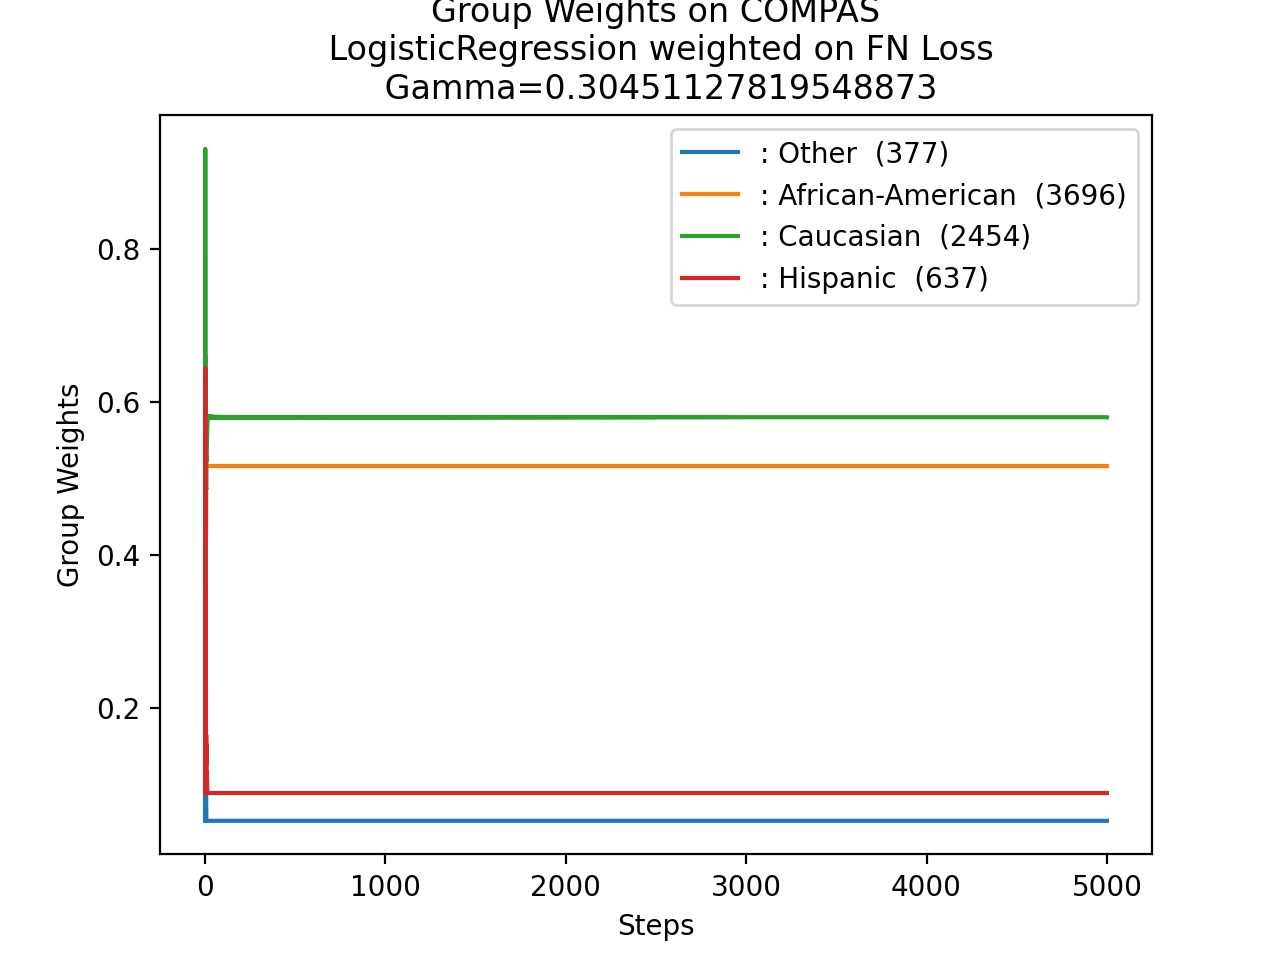 Group Weights on COMPAS
LogisticRegression weighted on FN Loss
Gamma=0.30451127819548873
: Other (377)
: African-American (3696)
: Caucasian (2454)
: Hispanic (637)
Group Weights
0.8
0.6
0.4
0.2
0 1000 2000 3000 4000 5000
Steps